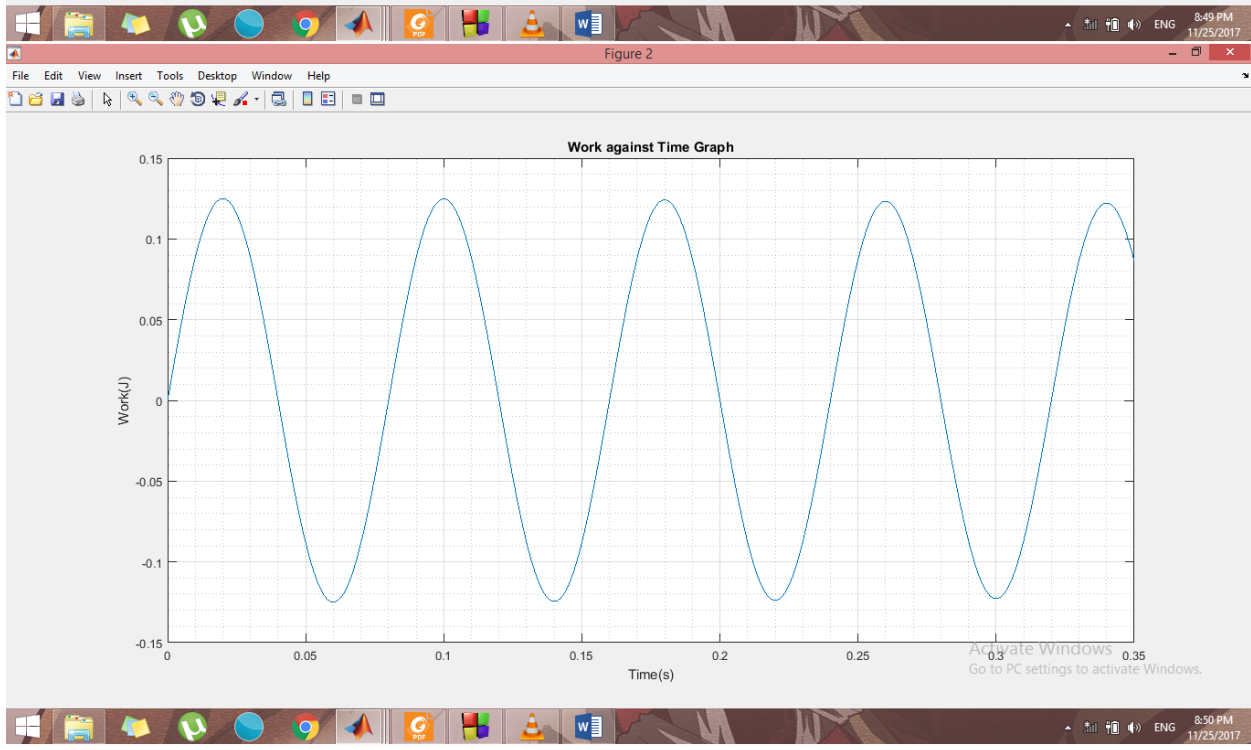 ENG 8:49 PM
11/25/2017
Figure 2
File Edit View Insert Tools Desktop Window Help
Work against Time Graph
0.15
0.1
0.05
0
-0.05
-0.1
-0.15
Work(J)
0 0.05 0.1 0.15 0.2 0.25 0.3 0.35
Time(s)
Activate Windows
Go to PC settings to activate Windows.
ENG 8:50 PM
11/25/2017
PDF
PDF